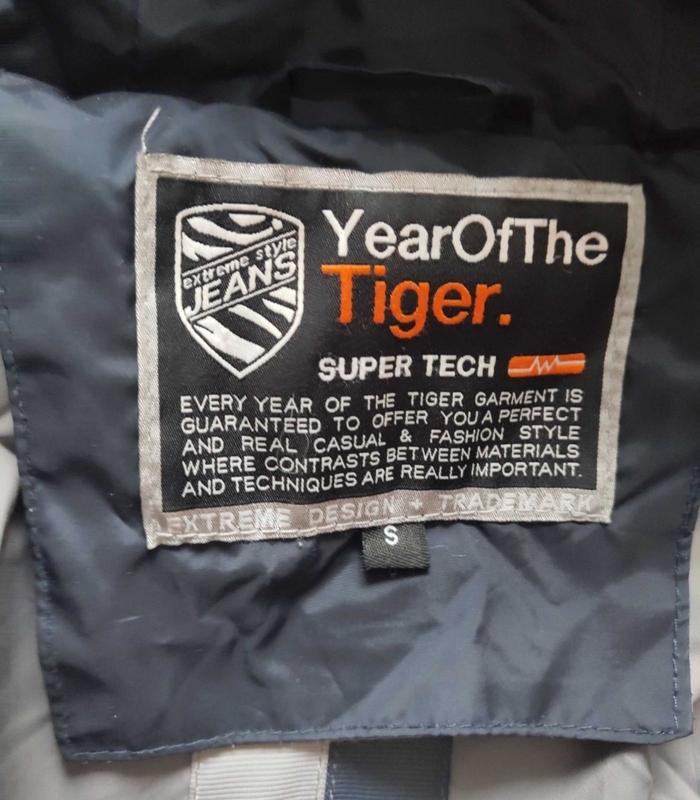 extreme style
JEANS
YearOfThe
Tiger.
SUPER TECH
EVERY YEAR OF THE TIGER GARMENT IS
GUARANTEED TO OFFER YOU A PERFECT
AND REAL CASUAL & FASHION STYLE
WHERE CONTRASTS BETWEEN MATERIALS
AND TECHNIQUES ARE REALLY IMPORTANT.
EXTREME DESIGN + TRADEMARK
S